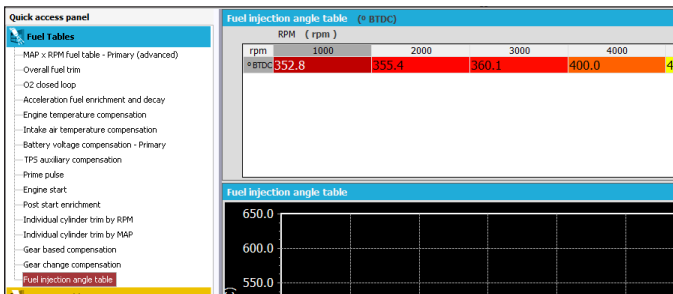 Quick access panel
Fuel Tables
MAP x RPM fuel table - Primary (advanced)
Overall fuel trim
O2 closed loop
Acceleration fuel enrichment and decay
Engine temperature compensation
Intake air temperature compensation
Battery voltage compensation - Primary
TPS auxiliary compensation
Prime pulse
Engine start
Post start enrichment
Individual cylinder trim by RPM
Individual cylinder trim by MAP
Gear based compensation
Gear change compensation
Fuel injection angle table
Fuel injection angle table (º BTDC)
RPM ( rpm )
rpm 1000 2000 3000 4000
º BTDC 352.8 355.4 360.1 400.0 4
Fuel injection angle table
650.0
600.0
550.0